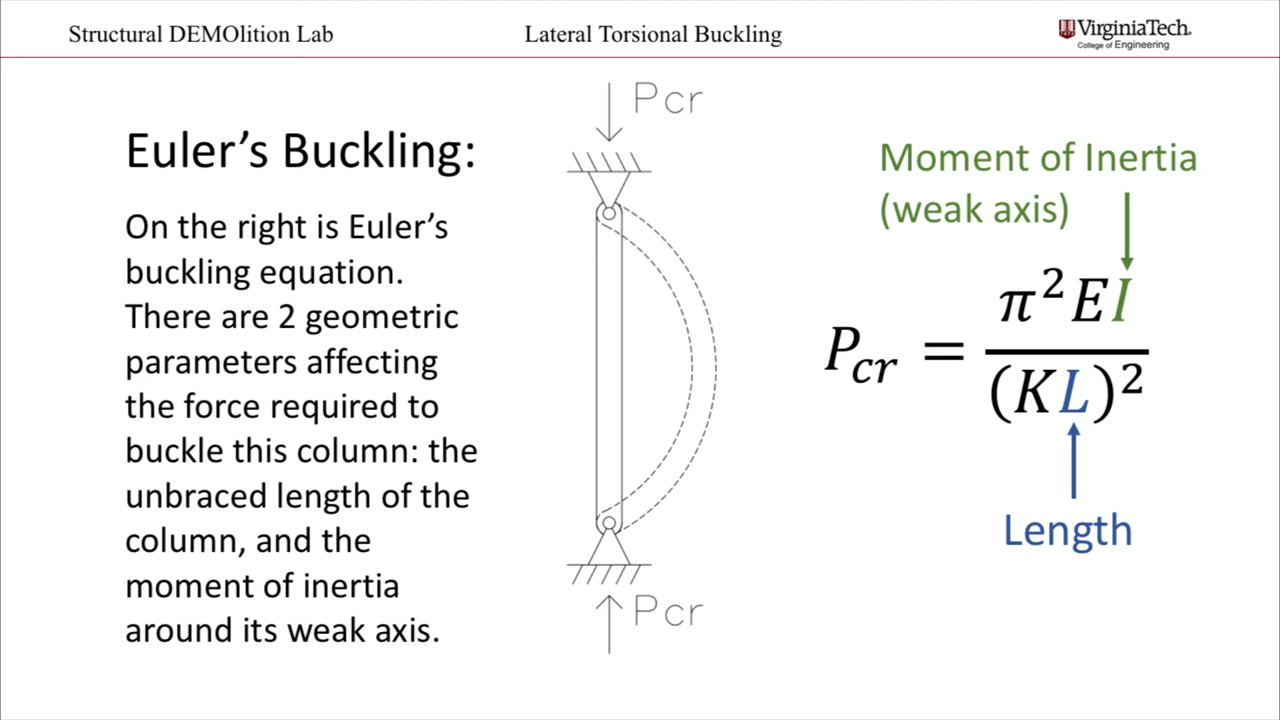 Structural DEMOlition Lab
Lateral Torsional Buckling
VirginiaTech.
College of Engineering
Euler’s Buckling:
On the right is Euler’s
buckling equation.
There are 2 geometric
parameters affecting
the force required to
buckle this column: the
unbraced length of the
column, and the
moment of inertia
around its weak axis.
Pcr
Pcr
Moment of Inertia
(weak axis)
P_cr = π²EI / (KL)²
Length